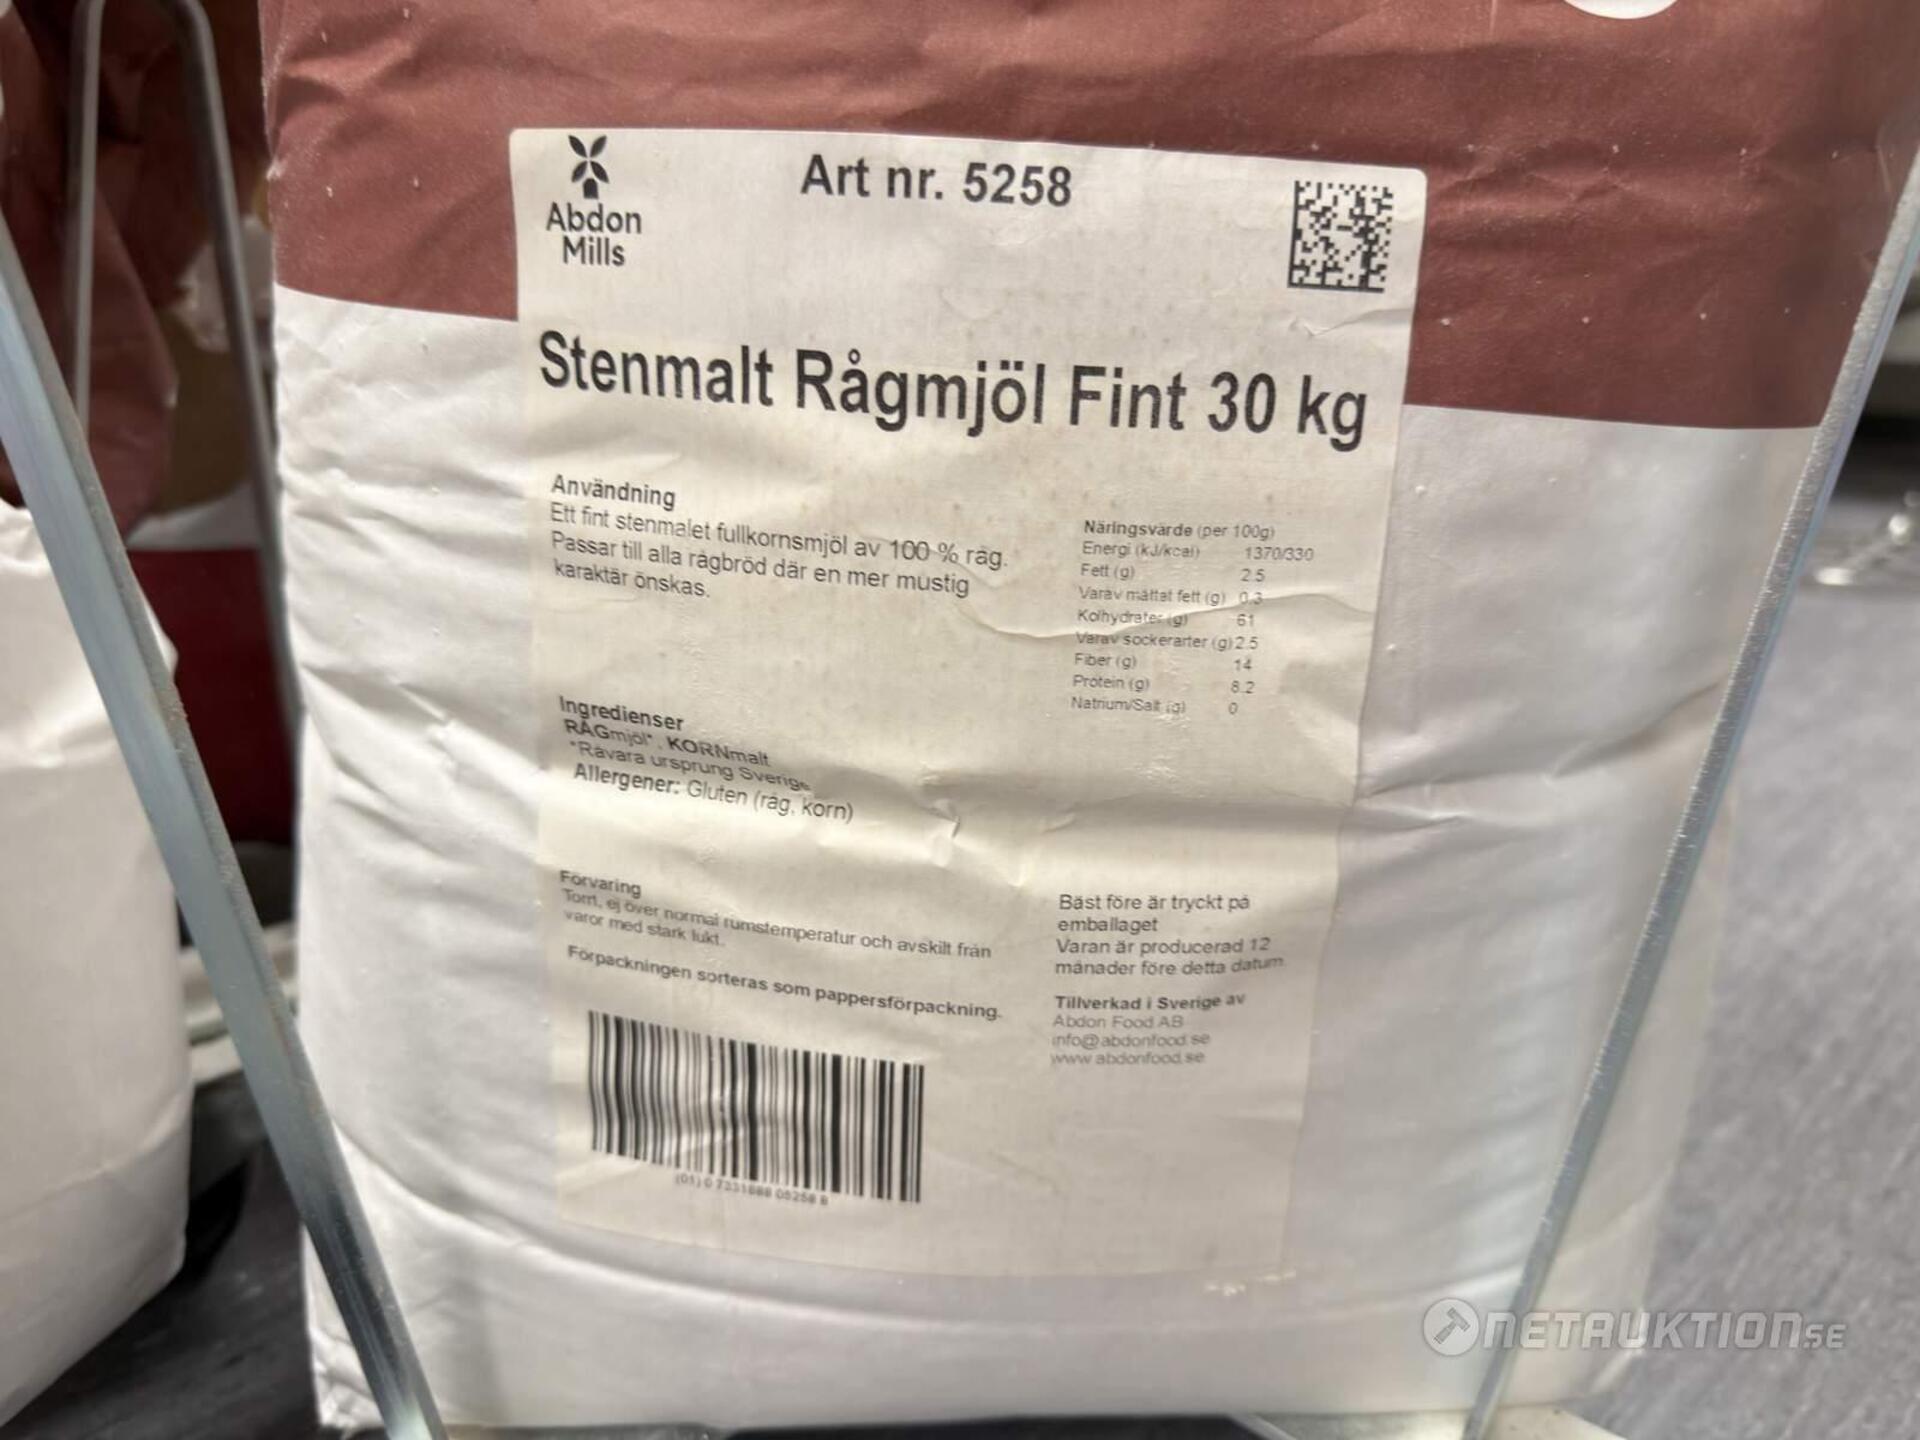 Abdon
Mills
Art nr. 5258
Stenmalt Rågmjöl Fint 30 kg
Användning
Ett fint stenmalet fullkornsmjöl av 100 % råg.
Passar till alla rågbröd där en mer mustig
karaktär önskas.
Näringsvärde (per 100g)
Energi (kJ/kcal) 1370/330
Fett (g) 2.5
Varav mättat fett (g) 0.3
Kolhydrater (g) 61
Varav sockerarter (g) 2.5
Fiber (g) 14
Protein (g) 8.2
Natrium/Salt (g) 0
Ingredienser
RÅGmjöl*, KORNmalt
*Råvara ursprung Sverige
Allergener: Gluten (råg, korn)
Förvaring
Torrt, ej över normal rumstemperatur och avskilt från
varor med stark lukt.
Förpackningen sorteras som pappersförpackning.
Bäst före är tryckt på
emballaget
Varan är producerad 12
månader före detta datum.
Tillverkad i Sverige av
Abdon Food AB
info@abdonfood.se
www.abdonfood.se
(01) 0 7331688 05258 8
NETAUKTION.SE